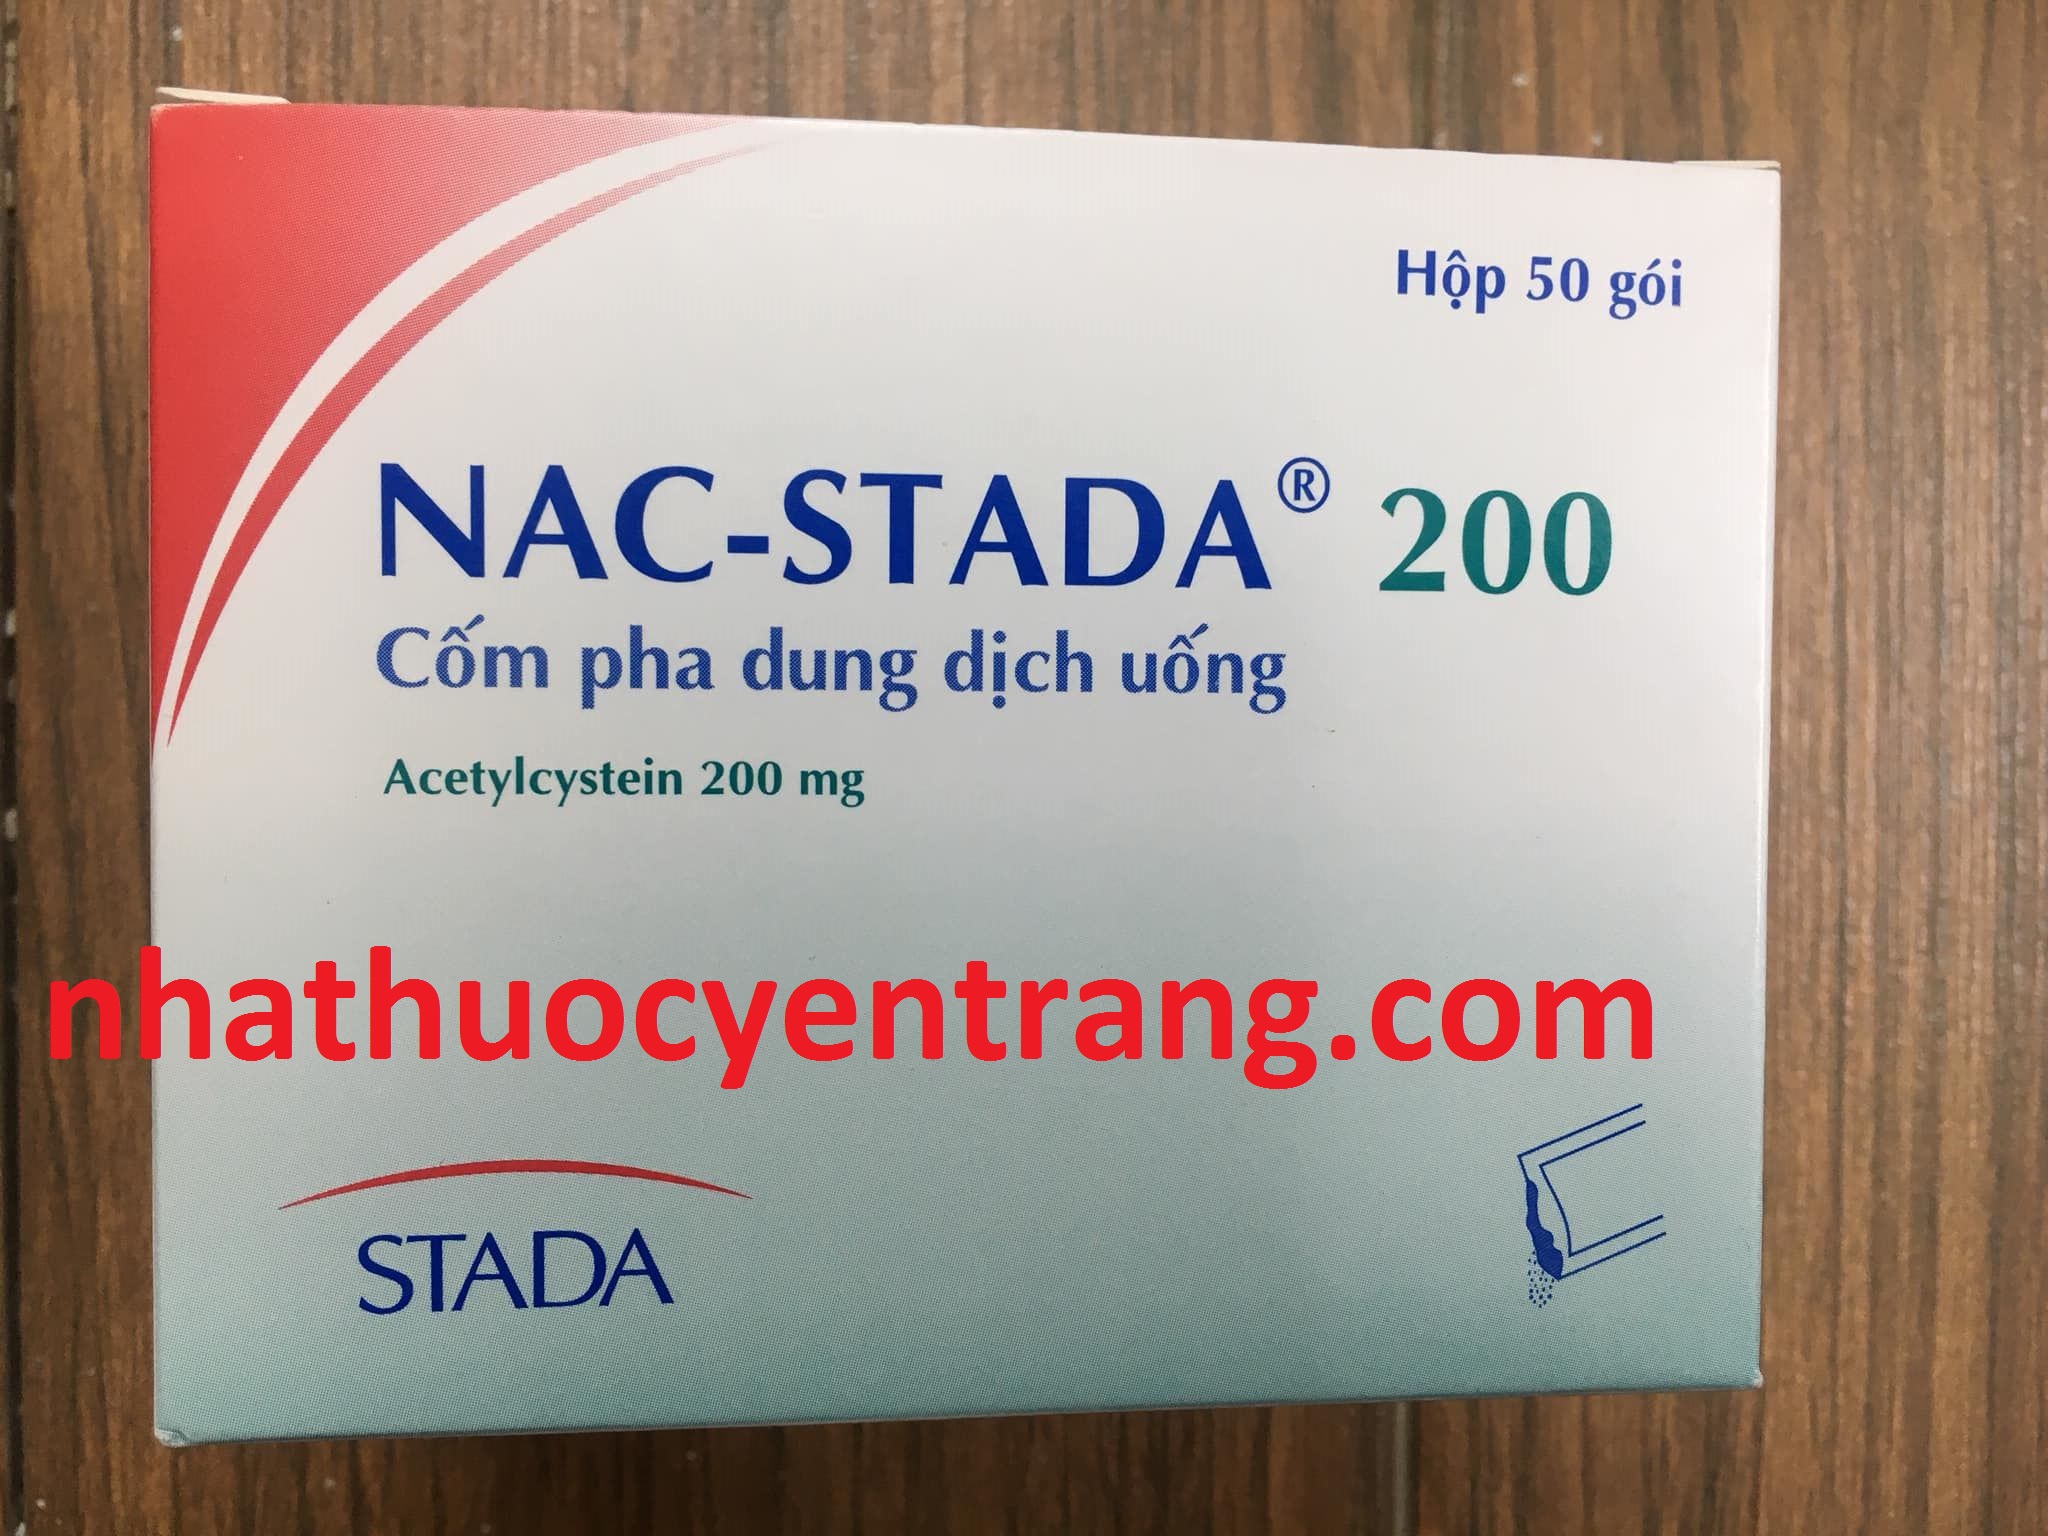 Hộp 50 gói
NAC-STADA® 200
Cốm pha dung dịch uống
Acetylcystein 200 mg
nhathuocyentrang.com
STADA